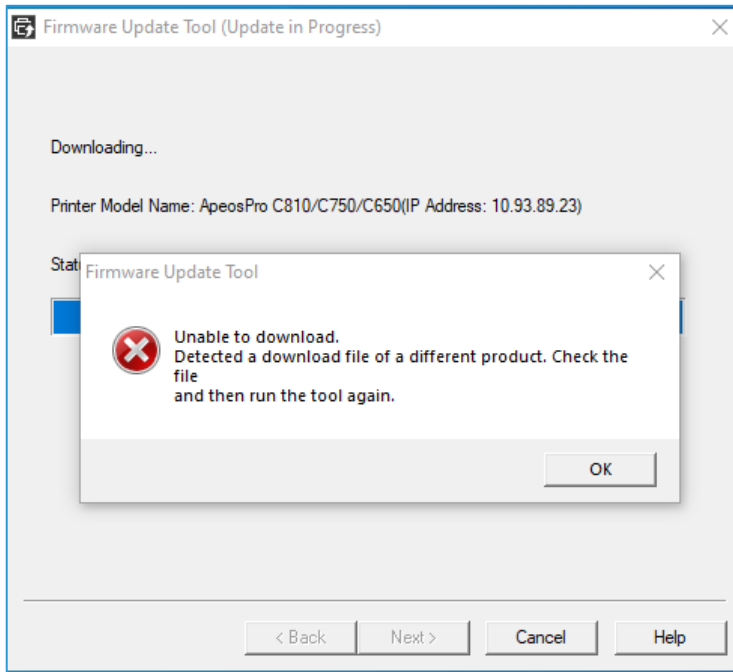 Firmware Update Tool (Update in Progress)
Downloading...
Printer Model Name: ApeosPro C810/C750/C650(IP Address: 10.93.89.23)
Stat
Firmware Update Tool
Unable to download.
Detected a download file of a different product. Check the
file
and then run the tool again.
OK
< Back
Next >
Cancel
Help